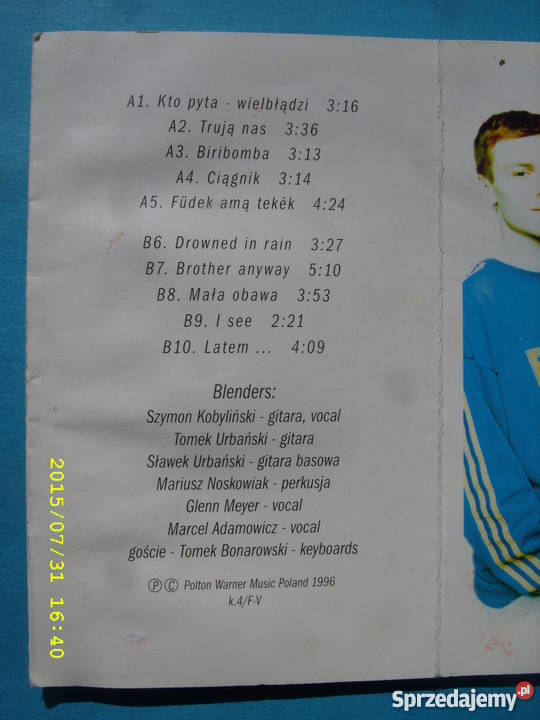 A1. Kto pyta - wielbłądzi 3:16
A2. Trują nas 3:36
A3. Biribomba 3:13
A4. Ciągnik 3:14
A5. Füdek amą tekék 4:24
B6. Drowned in rain 3:27
B7. Brother anyway 5:10
B8. Mała obawa 3:53
B9. I see 2:21
B10. Latem ... 4:09
Blenders:
Szymon Kobyliński - gitara, vocal
Tomek Urbański - gitara
Sławek Urbański - gitara basowa
Mariusz Noskowiak - perkusja
Glenn Meyer - vocal
Marcel Adamowicz - vocal
goście - Tomek Bonarowski - keyboards
Ⓟ© Polton Warner Music Poland 1996
k.4/F-V
2015/07/31 16:40
Sprzedajemy.pl